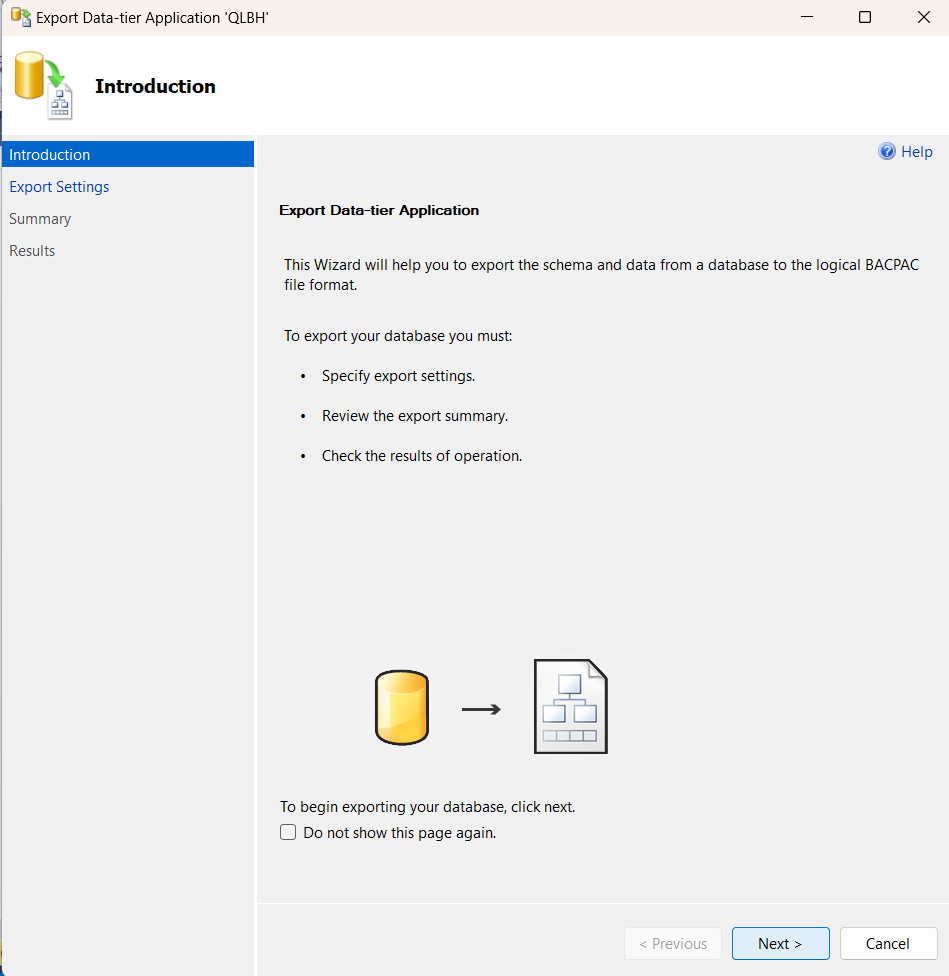 Export Data-tier Application 'QLBH'
Introduction
Introduction
Export Settings
Summary
Results
Help
Export Data-tier Application
This Wizard will help you to export the schema and data from a database to the logical BACPAC
file format.
To export your database you must:
• Specify export settings.
• Review the export summary.
• Check the results of operation.
To begin exporting your database, click next.
Do not show this page again.
< Previous
Next >
Cancel